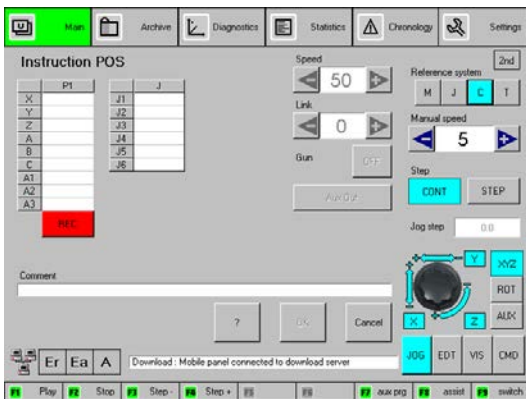 Main Archive Diagnostics Statistics Chronology Settings
Instruction POS
2nd
P1
X
Y
Z
A
B
C
A1
A2
A3
REC
J
J1
J2
J3
J4
J5
J6
Speed
50
Link
0
Gun
OFF
Aux Out
Reference system
M J C T
Manual speed
5
Step
CONT STEP
Jog step 0.0
Comment
? OK Cancel
Y
X
Z
XYZ
ROT
AUX
JOG EDT VIS CMD
Er Ea A Download : Mobile panel connected to download server
F1 Play F2 Stop F3 Step - F4 Step + F5 F6 F7 aux prg F8 assist F9 switch